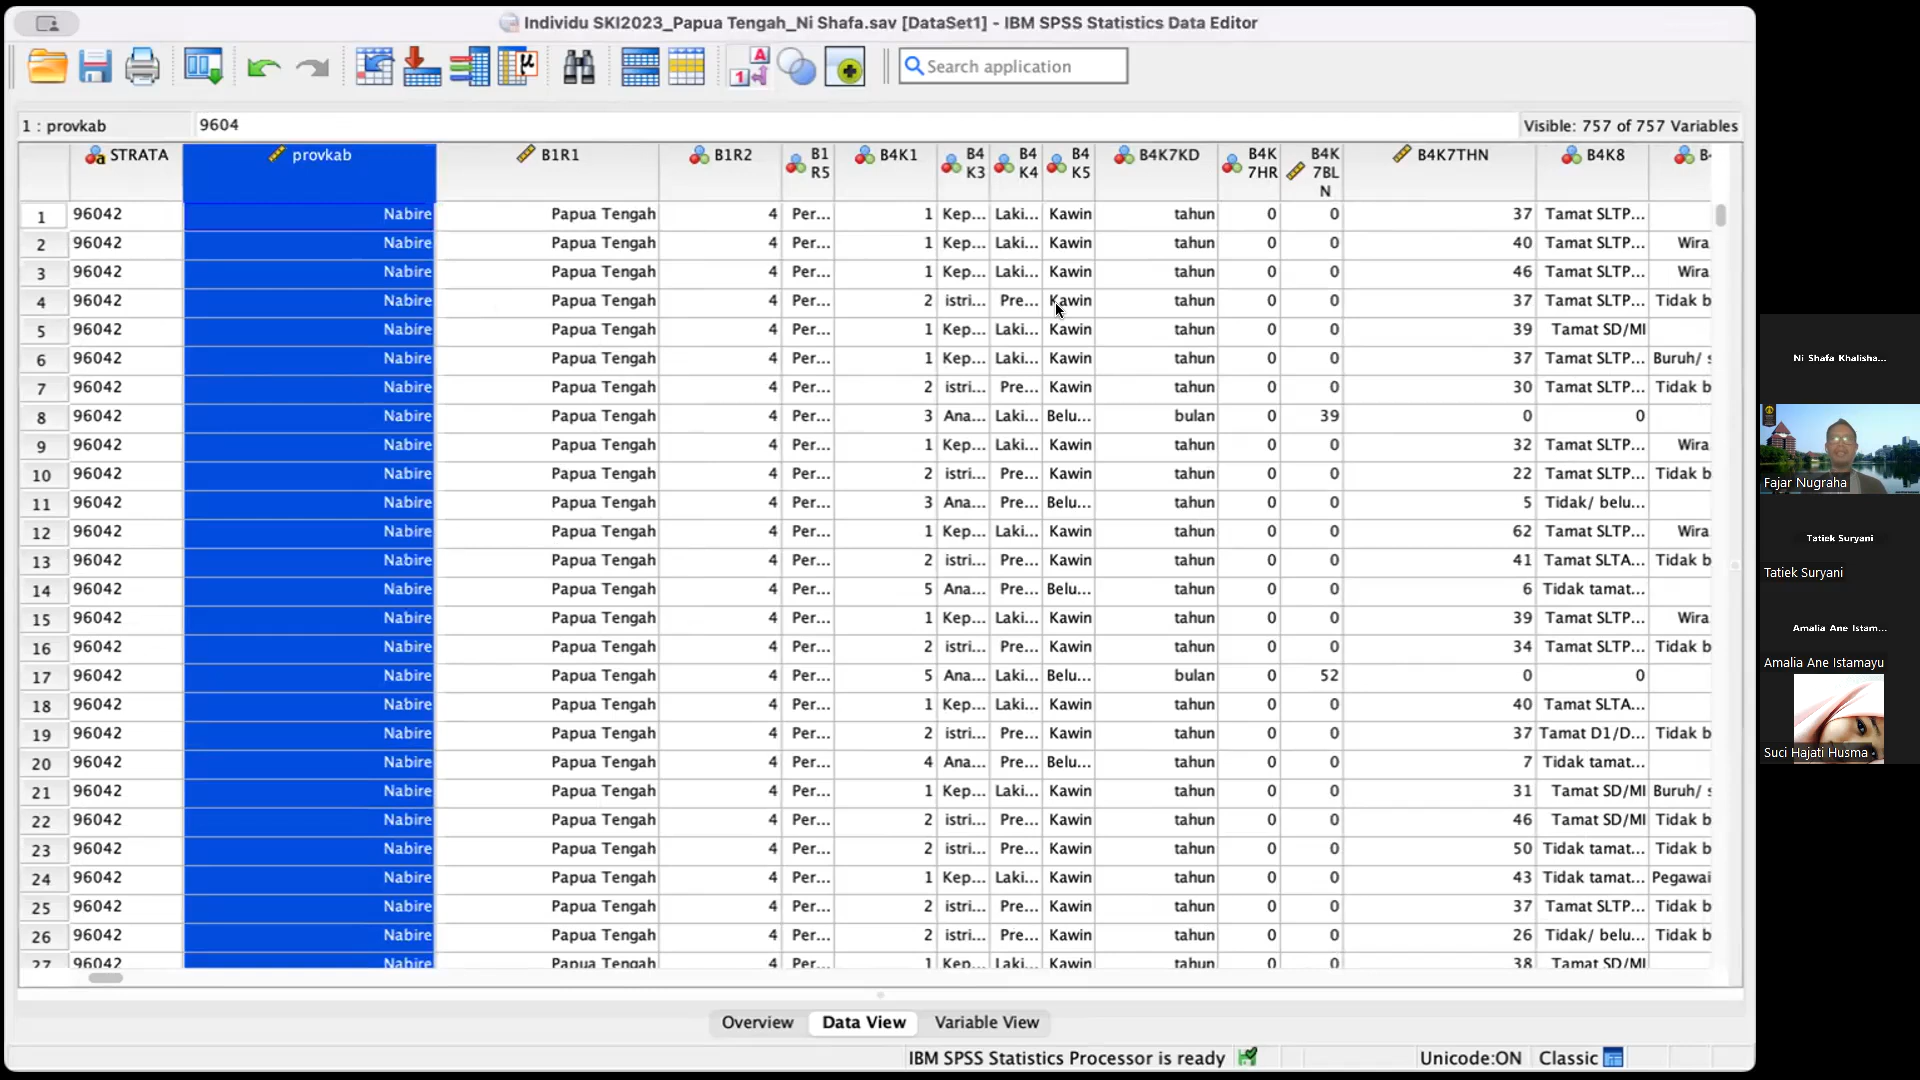 Individu SKI2023_Papua Tengah_Ni Shafa.sav [DataSet1] - IBM SPSS Statistics Data Editor
Search application
1 : provkab 9604 Visible: 757 of 757 Variables
STRATA provkab B1R1 B1R2 B1R5 B4K1 B4K3 B4K4 B4K5 B4K7KD B4K7HR B4K7BLN B4K7THN B4K8 B4
1 96042 Nabire Papua Tengah 4 Per... 1 Kep... Laki... Kawin tahun 0 0 37 Tamat SLTP...
2 96042 Nabire Papua Tengah 4 Per... 1 Kep... Laki... Kawin tahun 0 0 40 Tamat SLTP... Wira
3 96042 Nabire Papua Tengah 4 Per... 1 Kep... Laki... Kawin tahun 0 0 46 Tamat SLTP... Wira
4 96042 Nabire Papua Tengah 4 Per... 2 istri... Pre... Kawin tahun 0 0 37 Tamat SLTP... Tidak b
5 96042 Nabire Papua Tengah 4 Per... 1 Kep... Laki... Kawin tahun 0 0 39 Tamat SD/MI
6 96042 Nabire Papua Tengah 4 Per... 1 Kep... Laki... Kawin tahun 0 0 37 Tamat SLTP... Buruh/ s
7 96042 Nabire Papua Tengah 4 Per... 2 istri... Pre... Kawin tahun 0 0 30 Tamat SLTP... Tidak b
8 96042 Nabire Papua Tengah 4 Per... 3 Ana... Laki... Belu... bulan 0 39 0 0
9 96042 Nabire Papua Tengah 4 Per... 1 Kep... Laki... Kawin tahun 0 0 32 Tamat SLTP... Wira
10 96042 Nabire Papua Tengah 4 Per... 2 istri... Pre... Kawin tahun 0 0 22 Tamat SLTP... Tidak b
11 96042 Nabire Papua Tengah 4 Per... 3 Ana... Pre... Belu... tahun 0 0 5 Tidak/ belu...
12 96042 Nabire Papua Tengah 4 Per... 1 Kep... Laki... Kawin tahun 0 0 62 Tamat SLTP... Wira
13 96042 Nabire Papua Tengah 4 Per... 2 istri... Pre... Kawin tahun 0 0 41 Tamat SLTA... Tidak b
14 96042 Nabire Papua Tengah 4 Per... 5 Ana... Pre... Belu... tahun 0 0 6 Tidak tamat...
15 96042 Nabire Papua Tengah 4 Per... 1 Kep... Laki... Kawin tahun 0 0 39 Tamat SLTP... Wira
16 96042 Nabire Papua Tengah 4 Per... 2 istri... Pre... Kawin tahun 0 0 34 Tamat SLTP... Tidak b
17 96042 Nabire Papua Tengah 4 Per... 5 Ana... Laki... Belu... bulan 0 52 0 0
18 96042 Nabire Papua Tengah 4 Per... 1 Kep... Laki... Kawin tahun 0 0 40 Tamat SLTA...
19 96042 Nabire Papua Tengah 4 Per... 2 istri... Pre... Kawin tahun 0 0 37 Tamat D1/D... Tidak b
20 96042 Nabire Papua Tengah 4 Per... 4 Ana... Pre... Belu... tahun 0 0 7 Tidak tamat...
21 96042 Nabire Papua Tengah 4 Per... 1 Kep... Laki... Kawin tahun 0 0 31 Tamat SD/MI Buruh/ s
22 96042 Nabire Papua Tengah 4 Per... 2 istri... Pre... Kawin tahun 0 0 46 Tamat SD/MI Tidak b
23 96042 Nabire Papua Tengah 4 Per... 2 istri... Pre... Kawin tahun 0 0 50 Tidak tamat... Tidak b
24 96042 Nabire Papua Tengah 4 Per... 1 Kep... Laki... Kawin tahun 0 0 43 Tidak tamat... Pegawai
25 96042 Nabire Papua Tengah 4 Per... 2 istri... Pre... Kawin tahun 0 0 37 Tamat SLTP... Tidak b
26 96042 Nabire Papua Tengah 4 Per... 2 istri... Pre... Kawin tahun 0 0 26 Tidak/ belu... Tidak b
27 96042 Nabire Papua Tengah 4 Per... 1 Kep... Laki... Kawin tahun 0 0 38 Tamat SD/MI
Overview Data View Variable View
IBM SPSS Statistics Processor is ready Unicode:ON Classic
Ni Shafa Khalisha...
Fajar Nugraha
Tatiek Suryani
Tatiek Suryani
Amalia Ane Istam...
Amalia Ane Istamayu
Suci Hajati Husma -